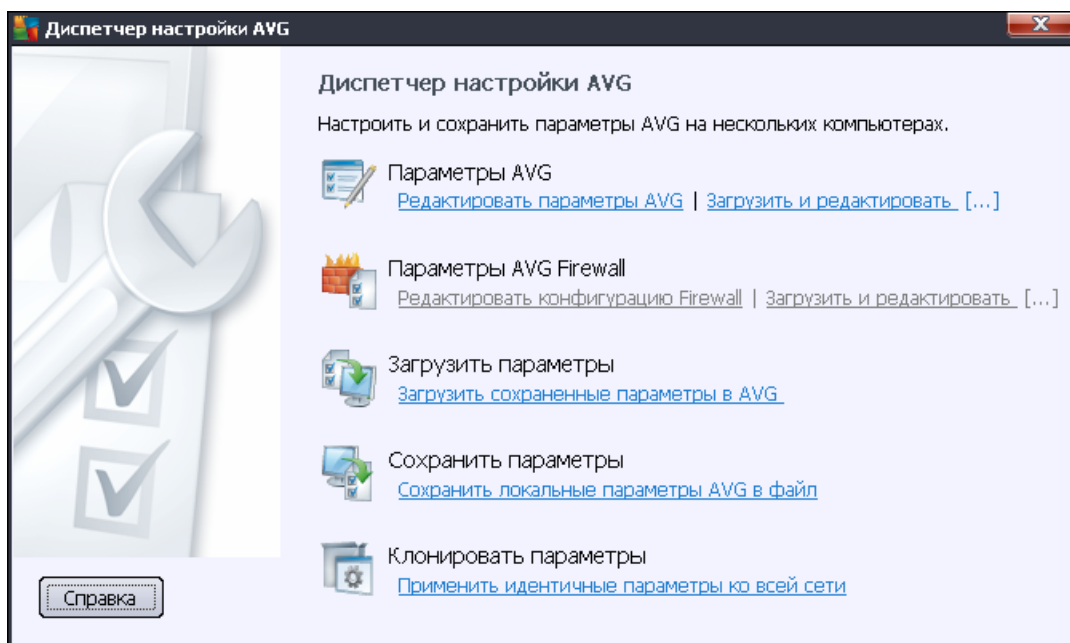 Диспетчер настройки AVG
X
Диспетчер настройки AVG
Настроить и сохранить параметры AVG на нескольких компьютерах.
Параметры AVG
Редактировать параметры AVG | Загрузить и редактировать [...]
Параметры AVG Firewall
Редактировать конфигурацию Firewall | Загрузить и редактировать [...]
Загрузить параметры
Загрузить сохраненные параметры в AVG
Сохранить параметры
Сохранить локальные параметры AVG в файл
Клонировать параметры
Применить идентичные параметры ко всей сети
Справка